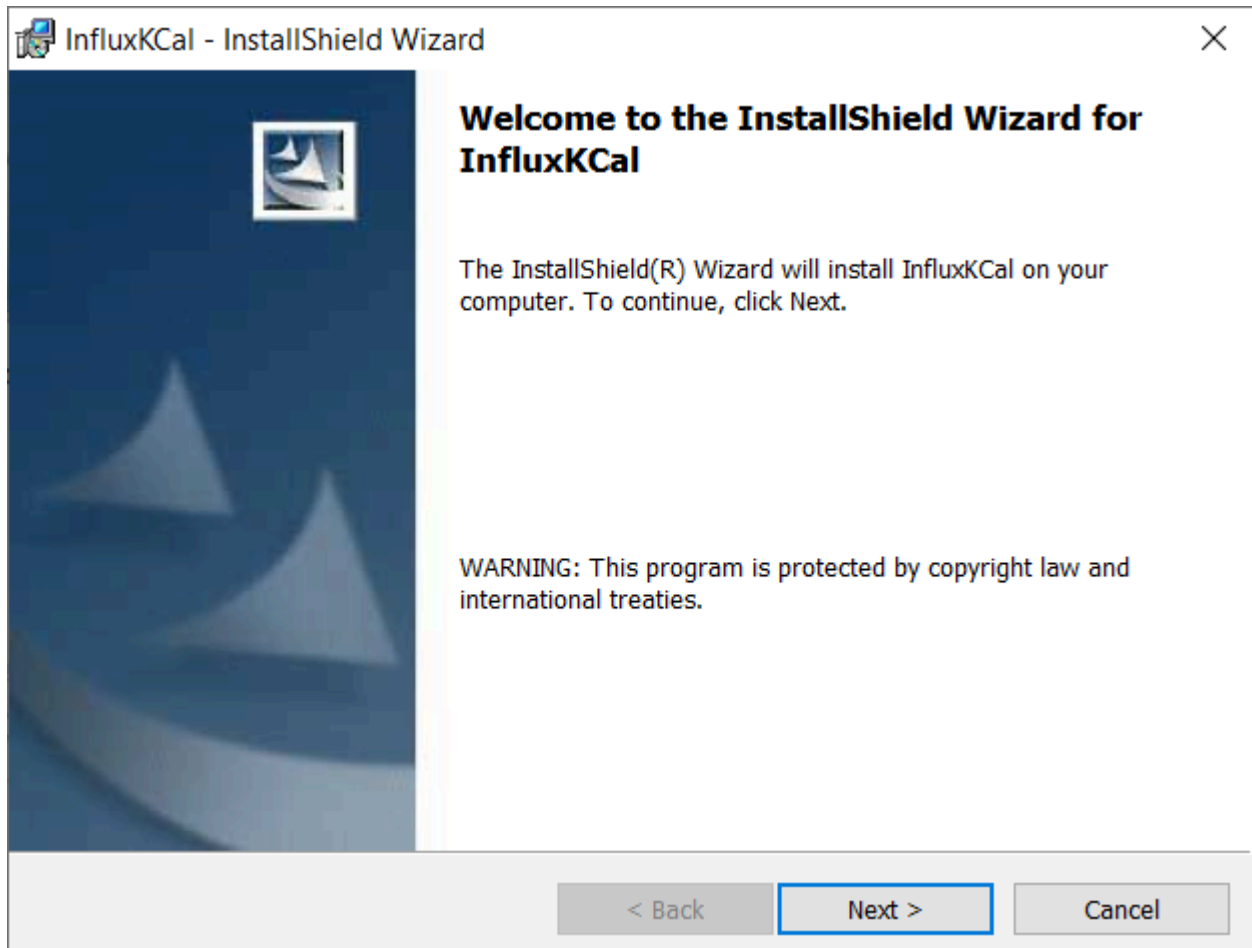 InfluxKCal - InstallShield Wizard
Welcome to the InstallShield Wizard for
InfluxKCal
The InstallShield(R) Wizard will install InfluxKCal on your
computer. To continue, click Next.
WARNING: This program is protected by copyright law and
international treaties.
< Back
Next >
Cancel